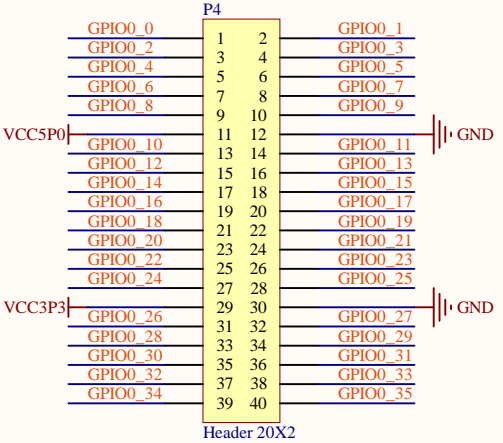 P4
GPIO0_0 1 2 GPIO0_1
GPIO0_2 3 4 GPIO0_3
GPIO0_4 5 6 GPIO0_5
GPIO0_6 7 8 GPIO0_7
GPIO0_8 9 10 GPIO0_9
VCC5P0 11 12 GND
GPIO0_10 13 14 GPIO0_11
GPIO0_12 15 16 GPIO0_13
GPIO0_14 17 18 GPIO0_15
GPIO0_16 19 20 GPIO0_17
GPIO0_18 21 22 GPIO0_19
GPIO0_20 23 24 GPIO0_21
GPIO0_22 25 26 GPIO0_23
GPIO0_24 27 28 GPIO0_25
VCC3P3 29 30 GND
GPIO0_26 31 32 GPIO0_27
GPIO0_28 33 34 GPIO0_29
GPIO0_30 35 36 GPIO0_31
GPIO0_32 37 38 GPIO0_33
GPIO0_34 39 40 GPIO0_35
Header 20X2